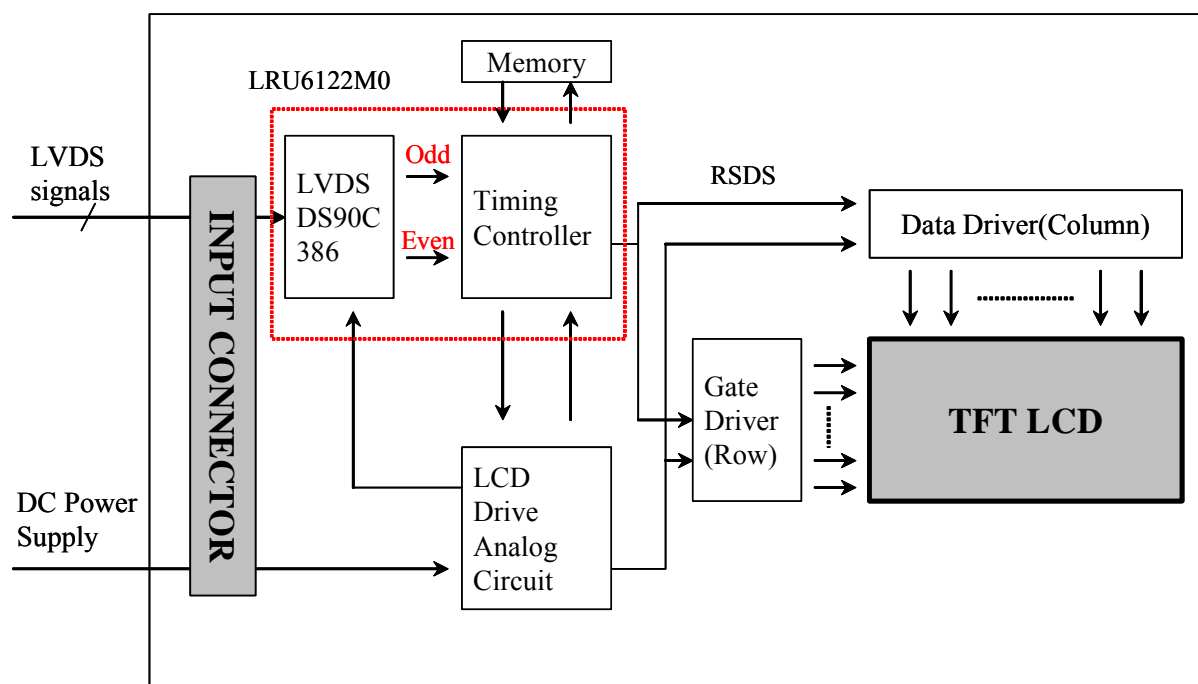 Memory
LRU6122M0
LVDS
signals
Odd
LVDS
DS90C
386
Even
Timing
Controller
RSDS
Data Driver(Column)
INPUT CONNECTOR
Gate
Driver
(Row)
TFT LCD
DC Power
Supply
LCD
Drive
Analog
Circuit